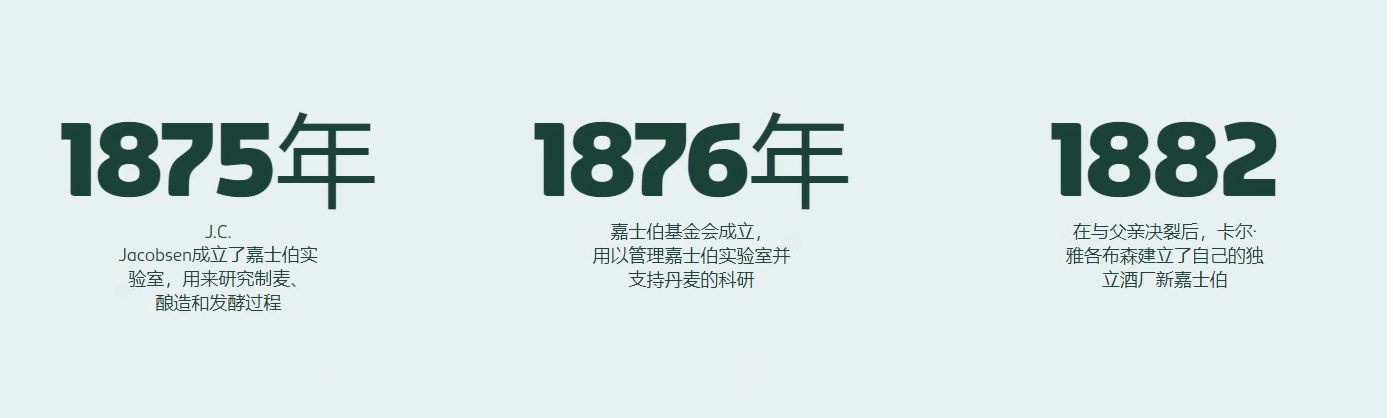 1875年
J.C.
Jacobsen成立了嘉士伯实
验室，用来研究制麦、
酿造和发酵过程
1876年
嘉士伯基金会成立，
用以管理嘉士伯实验室并
支持丹麦的科研
1882
在与父亲决裂后，卡尔·
雅各布森建立了自己的独
立酒厂新嘉士伯